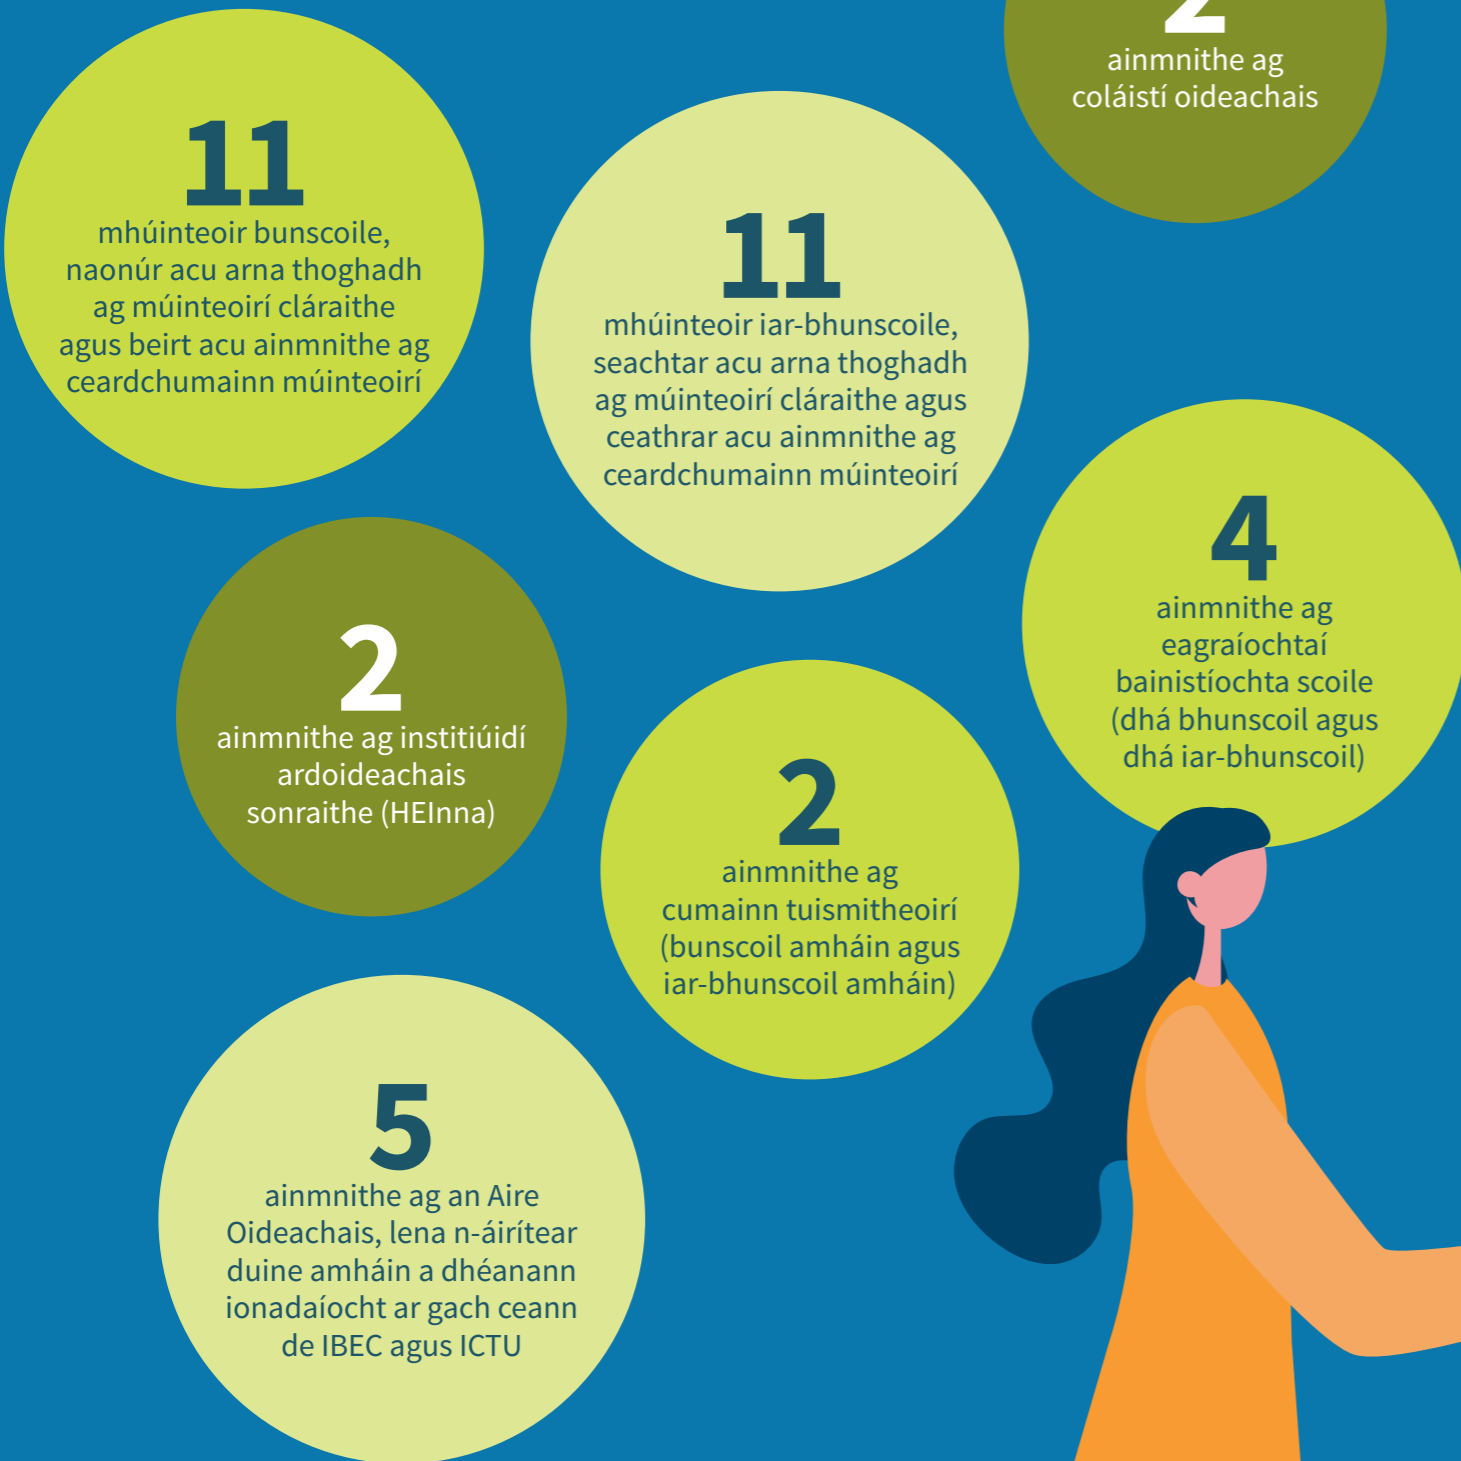 2
ainmnithe ag
coláistí oideachais
11
mhúinteoir bunscoile,
naonúr acu arna thoghadh
ag múinteoirí cláraithe
agus beirt acu ainmnithe ag
ceardchumainn múinteoirí
11
mhúinteoir iar-bhunscoile,
seachtar acu arna thoghadh
ag múinteoirí cláraithe agus
ceathrar acu ainmnithe ag
ceardchumainn múinteoirí
4
ainmnithe ag
eagraíochtaí
bainistíochta scoile
(dhá bhunscoil agus
dhá iar-bhunscoil)
2
ainmnithe ag institiúidí
ardoideachais
sonraithe (HEInna)
2
ainmnithe ag
cumainn tuismitheoirí
(bunscoil amháin agus
iar-bhunscoil amháin)
5
ainmnithe ag an Aire
Oideachais, lena n-áirítear
duine amháin a dhéanann
ionadaíocht ar gach ceann
de IBEC agus ICTU